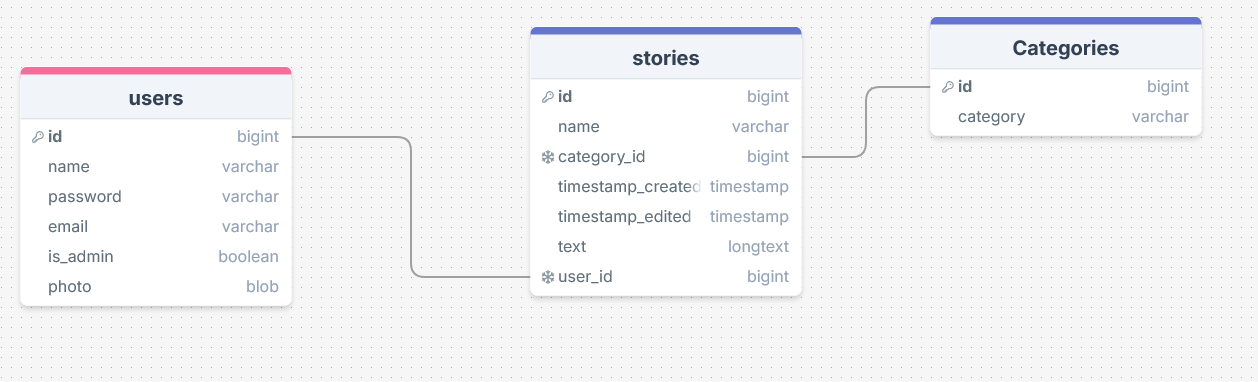 users
id bigint
name varchar
password varchar
email varchar
is_admin boolean
photo blob
stories
id bigint
name varchar
category_id bigint
timestamp_created timestamp
timestamp_edited timestamp
text longtext
user_id bigint
Categories
id bigint
category varchar